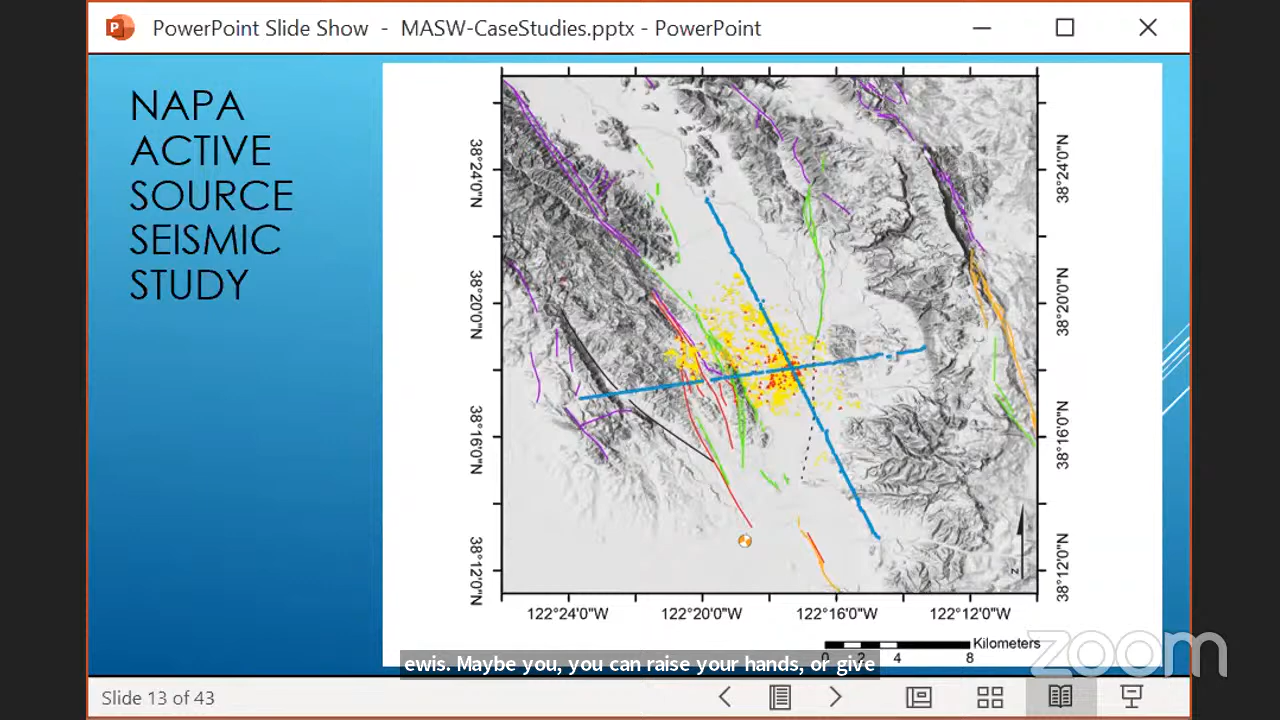 PowerPoint Slide Show - MASW-CaseStudies.pptx - PowerPoint
NAPA
ACTIVE
SOURCE
SEISMIC
STUDY
38°24'0"N
38°20'0"N
38°16'0"N
38°12'0"N
38°24'0"N
38°20'0"N
38°16'0"N
38°12'0"N
N
122°24'0"W
122°20'0"W
122°16'0"W
122°12'0"W
Kilometers
0 2 4 8
ewis. Maybe you, you can raise your hands, or give
zoom
Slide 13 of 43